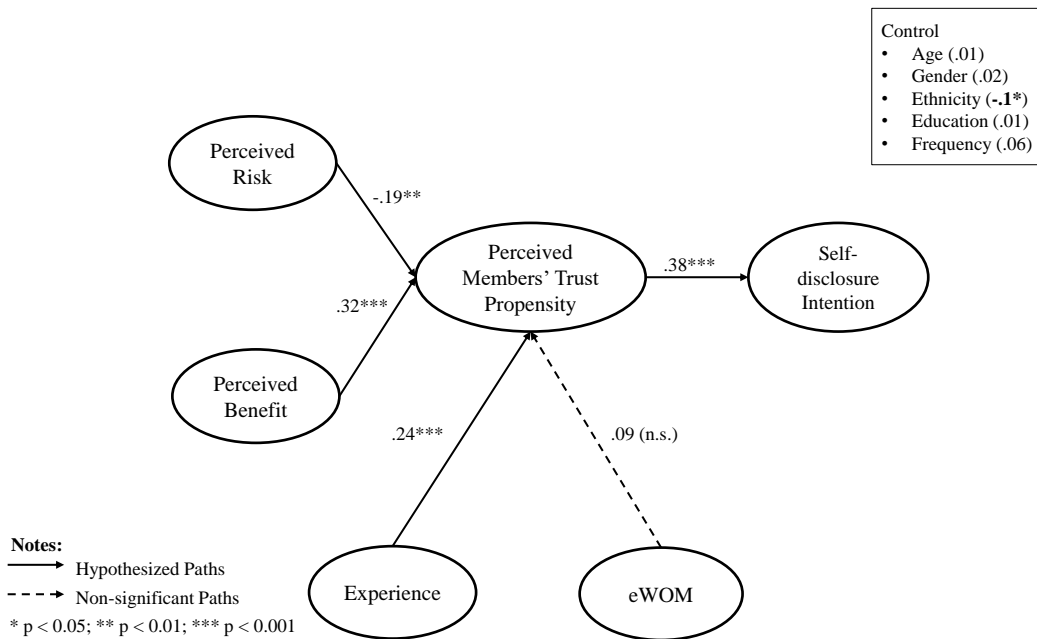 Control
• Age (.01)
• Gender (.02)
• Ethnicity (-.1*)
• Education (.01)
• Frequency (.06)
Perceived
Risk
-.19**
Perceived
Members’ Trust
Propensity
.38***
Self-
disclosure
Intention
.32***
Perceived
Benefit
.24***
.09 (n.s.)
Experience
eWOM
Notes:
Hypothesized Paths
Non-significant Paths
* p < 0.05; ** p < 0.01; *** p < 0.001